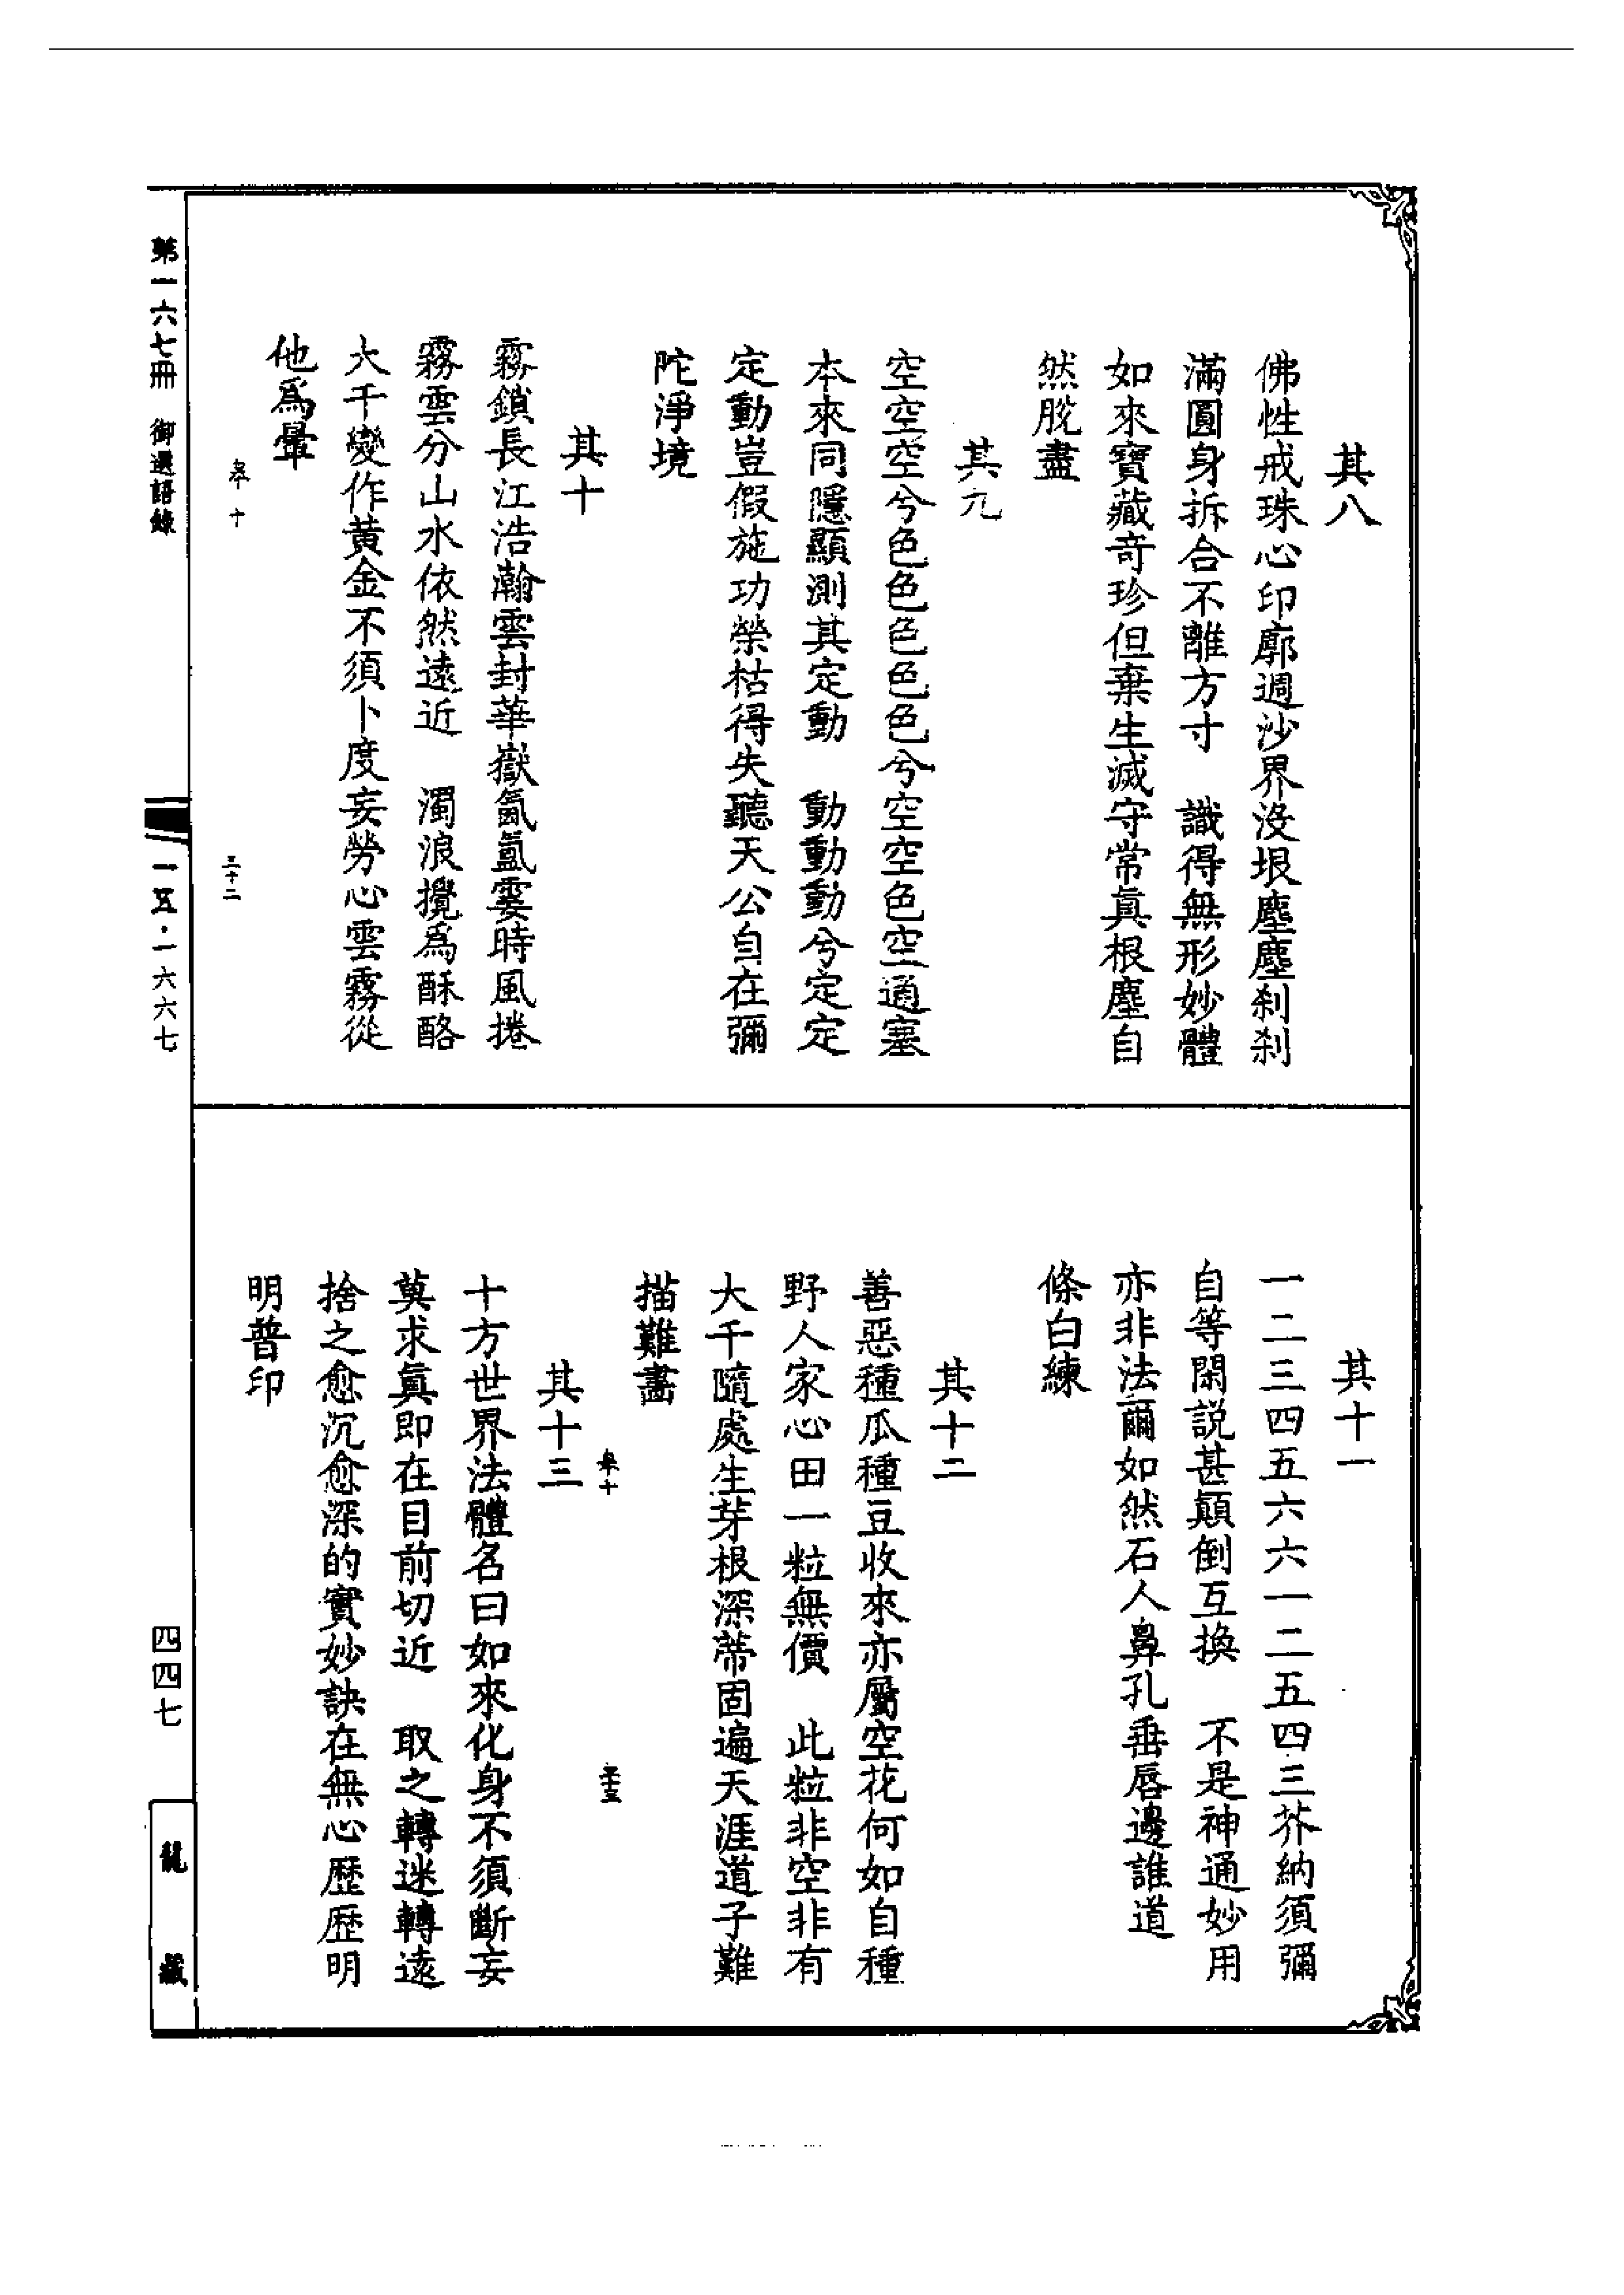 其八
佛性戒珠心印廓週沙界沒垠塵塵刹刹
滿圓身拆合不離方寸　識得無形妙體
如來寶藏奇珍但棄生滅守常眞根塵自
然脫盡
其九
空空空兮色色色色色兮空空色空通塞
本來同隱顯測其定動　動動動兮定定
定動豈假施功榮枯得失聽天公自在彌
陀淨境
其十
霧鎖長江浩瀚雲封華嶽氤氲霎時風捲
霧雲分山水依然遠近　濁浪攪爲酥酪
大千變作黄金不須卜度妄勞心雲霧從
他爲暈
十
三十二
其十一
一二三四五六六一二五四三芥納須彌
自等閑説甚顛倒互換　不是神通妙用
亦非法爾如然石人鼻孔垂唇邊誰道
條白練
其十二
善惡種瓜種豆收來亦屬空花何如自種
野人家心田一粒無價　此粒非空非有
大千隨處生芽根深蒂固遍天涯道子難
描難畵
十
其十三
十方世界法體名曰如來化身不須斷妄
莫求眞即在目前切近　取之轉迷轉遠
捨之愈沉愈深的實妙訣在無心歷歷明
明普印
第一六七冊　御選語錄
一五・一六六七
四四七
龍藏